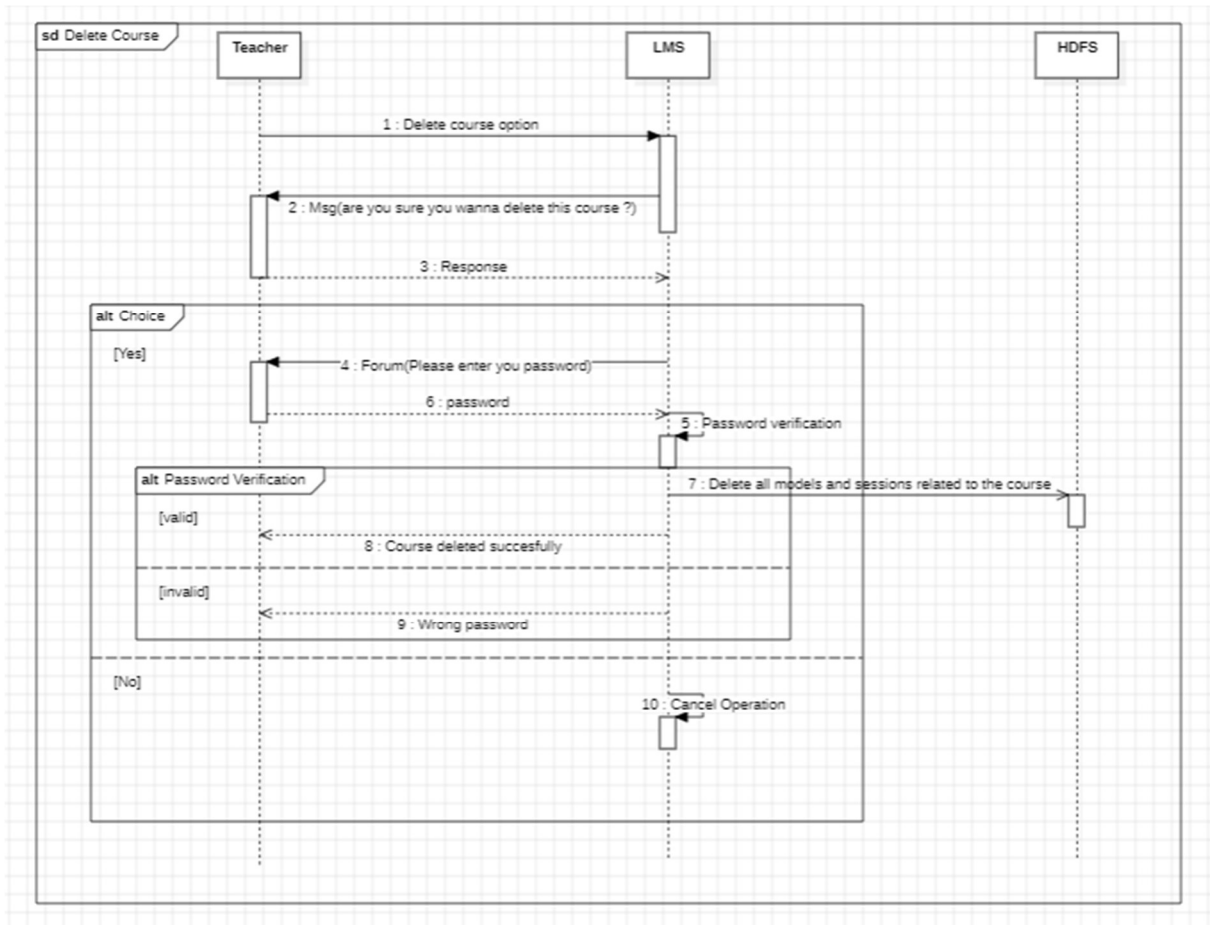 sd Delete Course
Teacher
LMS
HDFS
1 : Delete course option
2 : Msg(are you sure you wanna delete this course ?)
3 : Response
alt Choice
[Yes]
4 : Forum(Please enter you password)
6 : password
5 : Password verification
alt Password Verification
7 : Delete all models and sessions related to the course
[valid]
8 : Course deleted succesfully
[invalid]
9 : Wrong password
[No]
10 : Cancel Operation